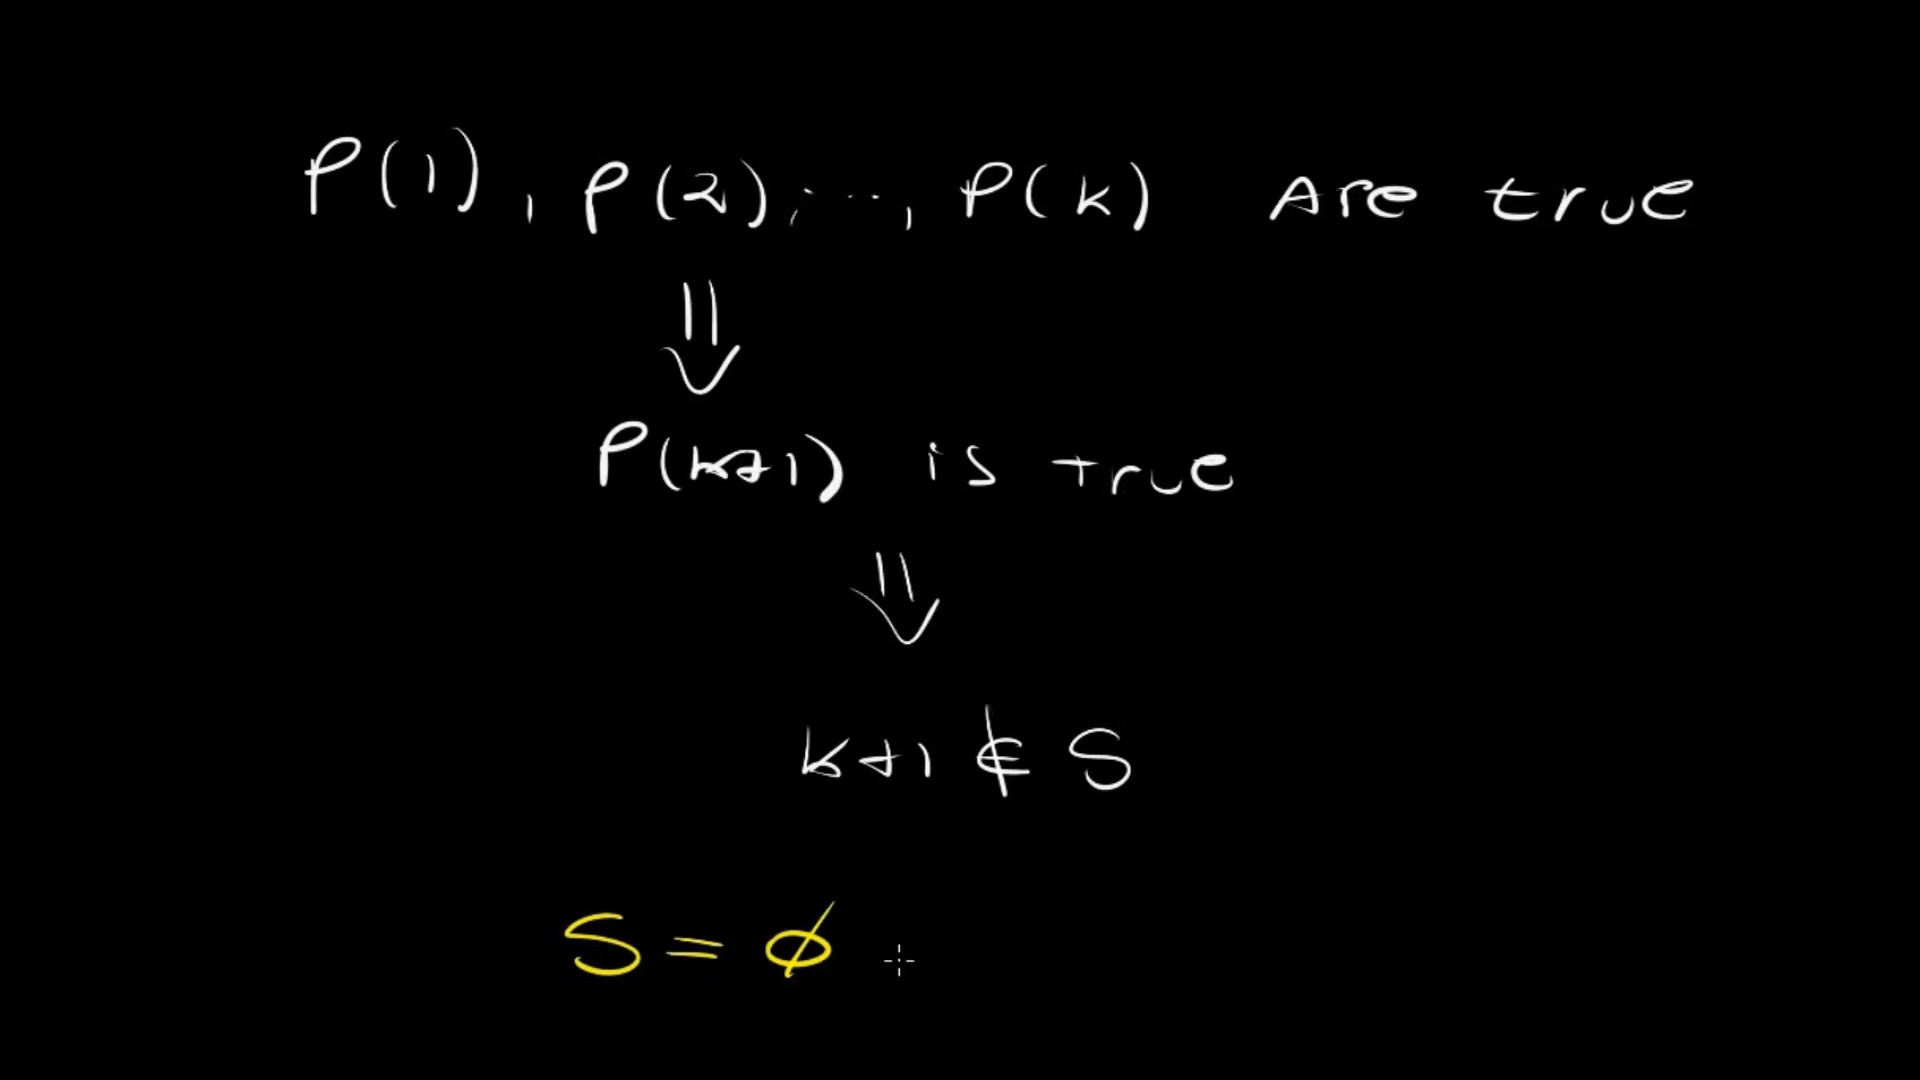 P(1), P(2), ..., P(k) Are true
⇓
P(k+1) is true
⇓
k+1 ∉ S
S = ϕ